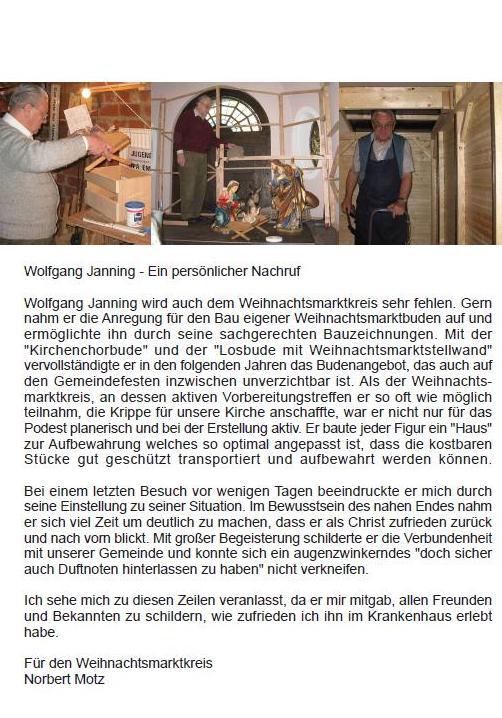 JUGEND
Wolfgang Janning - Ein persönlicher Nachruf
Wolfgang Janning wird auch dem Weihnachtsmarktkreis sehr fehlen. Gern
nahm er die Anregung für den Bau eigener Weihnachtsmarktbuden auf und
ermöglichte ihn durch seine sachgerechten Bauzeichnungen. Mit der
"Kirchenchorbude" und der "Losbude mit Weihnachtsmarktstellwand"
vervollständigte er in den folgenden Jahren das Budenangebot, das auch auf
den Gemeindefesten inzwischen unverzichtbar ist. Als der Weihnachts-
marktkreis, an dessen aktiven Vorbereitungstreffen er so oft wie möglich
teilnahm, die Krippe für unsere Kirche anschaffte, war er nicht nur für das
Podest planerisch und bei der Erstellung aktiv. Er baute jeder Figur ein "Haus"
zur Aufbewahrung welches so optimal angepasst ist, dass die kostbaren
Stücke gut geschützt transportiert und aufbewahrt werden können.
Bei einem letzten Besuch vor wenigen Tagen beeindruckte er mich durch
seine Einstellung zu seiner Situation. Im Bewusstsein des nahen Endes nahm
er sich viel Zeit um deutlich zu machen, dass er als Christ zufrieden zurück
und nach vorn blickt. Mit großer Begeisterung schilderte er die Verbundenheit
mit unserer Gemeinde und konnte sich ein augenzwinkerndes "doch sicher
auch Duftnoten hinterlassen zu haben" nicht verkneifen.
Ich sehe mich zu diesen Zeilen veranlasst, da er mir mitgab, allen Freunden
und Bekannten zu schildern, wie zufrieden ich ihn im Krankenhaus erlebt
habe.
Für den Weihnachtsmarktkreis
Norbert Motz